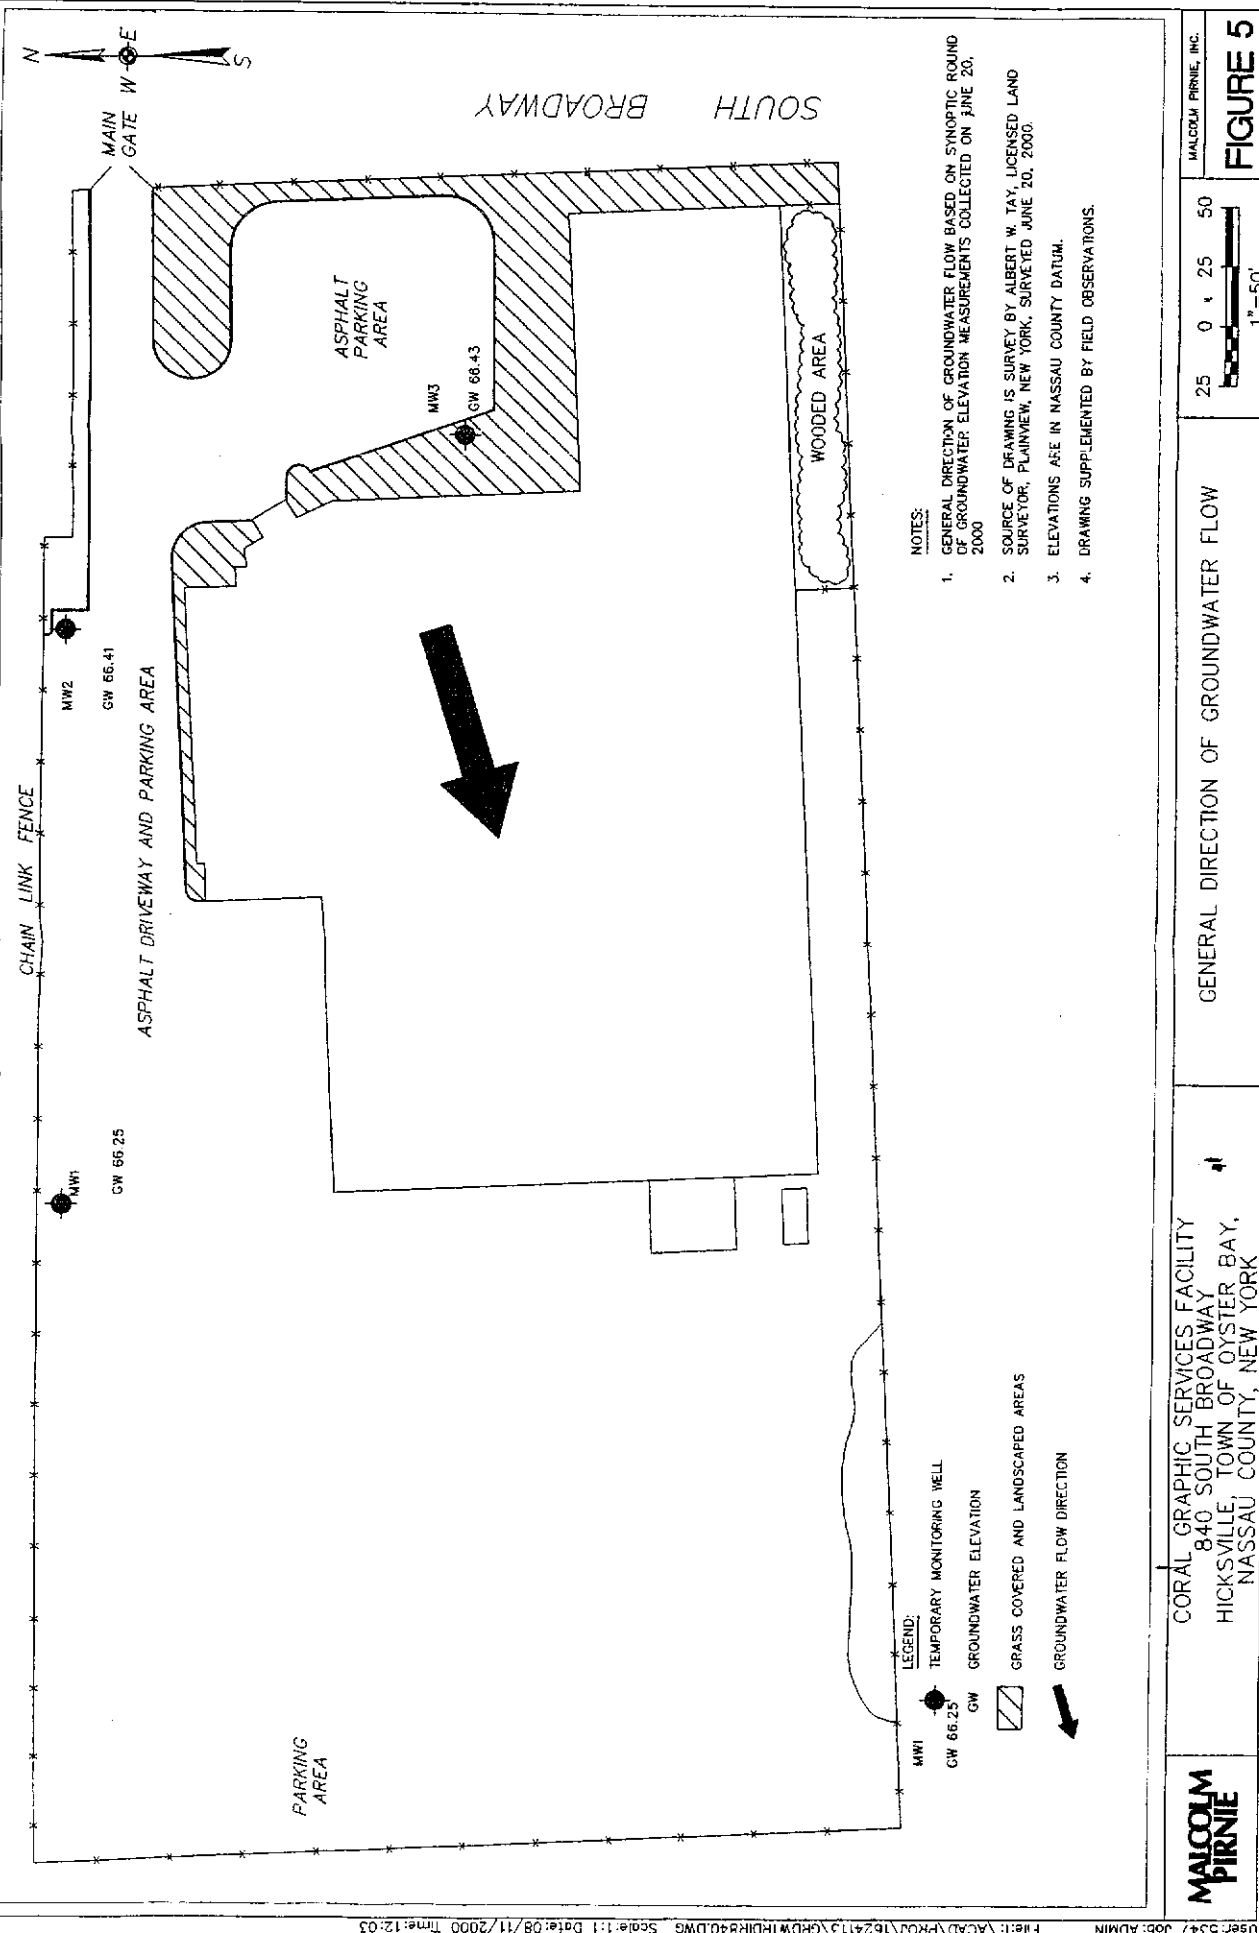 N
W
E
S
MAIN
GATE
SOUTH BROADWAY
CHAIN LINK FENCE
ASPHALT DRIVEWAY AND PARKING AREA
ASPHALT
PARKING
AREA
MW3
GW 66.43
MW2
GW 66.41
MW1
GW 66.25
WOODED AREA
PARKING
AREA
NOTES:
1. GENERAL DIRECTION OF GROUNDWATER FLOW BASED ON SYNOPTIC ROUND
OF GROUNDWATER ELEVATION MEASUREMENTS COLLECTED ON JUNE 20,
2000
2. SOURCE OF DRAWING IS SURVEY BY ALBERT W. TAY, LICENSED LAND
SURVEYOR, PLAINVIEW, NEW YORK, SURVEYED JUNE 20, 2000.
3. ELEVATIONS ARE IN NASSAU COUNTY DATUM.
4. DRAWING SUPPLEMENTED BY FIELD OBSERVATIONS.
LEGEND:
MW1 TEMPORARY MONITORING WELL
GW 66.25
GW GROUNDWATER ELEVATION
GRASS COVERED AND LANDSCAPED AREAS
GROUNDWATER FLOW DIRECTION
MALCOLM
PIRNIE
CORAL GRAPHIC SERVICES FACILITY
840 SOUTH BROADWAY
HICKSVILLE, TOWN OF OYSTER BAY,
NASSAU COUNTY, NEW YORK
GENERAL DIRECTION OF GROUNDWATER FLOW
25 0 25 50
1"=50'
MALCOLM PIRNIE, INC.
FIGURE 5
Scale:1:1 Date:08/11/2000 Time:12:03